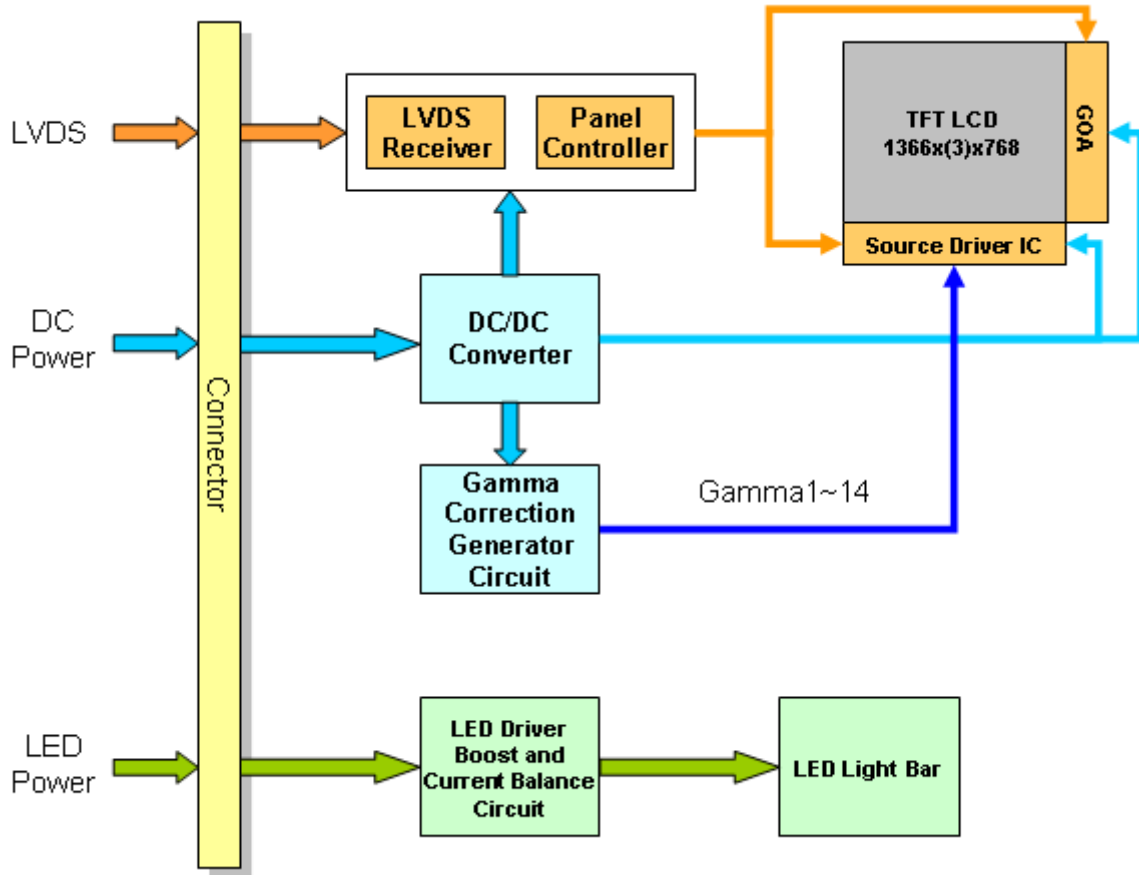 LVDS
DC
Power
LED
Power
Connector
LVDS
Receiver
Panel
Controller
DC/DC
Converter
Gamma
Correction
Generator
Circuit
Gamma1~14
TFT LCD
1366x(3)x768
GOA
Source Driver IC
LED Driver
Boost and
Current Balance
Circuit
LED Light Bar